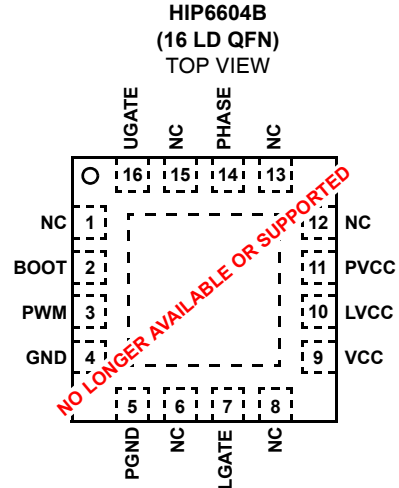 HIP6604B
(16 LD QFN)
TOP VIEW
UGATE
NC
PHASE
NC
16 15 14 13
NC 1
BOOT 2
PWM 3
GND 4
12 NC
11 PVCC
10 LVCC
9 VCC
NO LONGER AVAILABLE OR SUPPORTED
5 6 7 8
PGND
NC
LGATE
NC